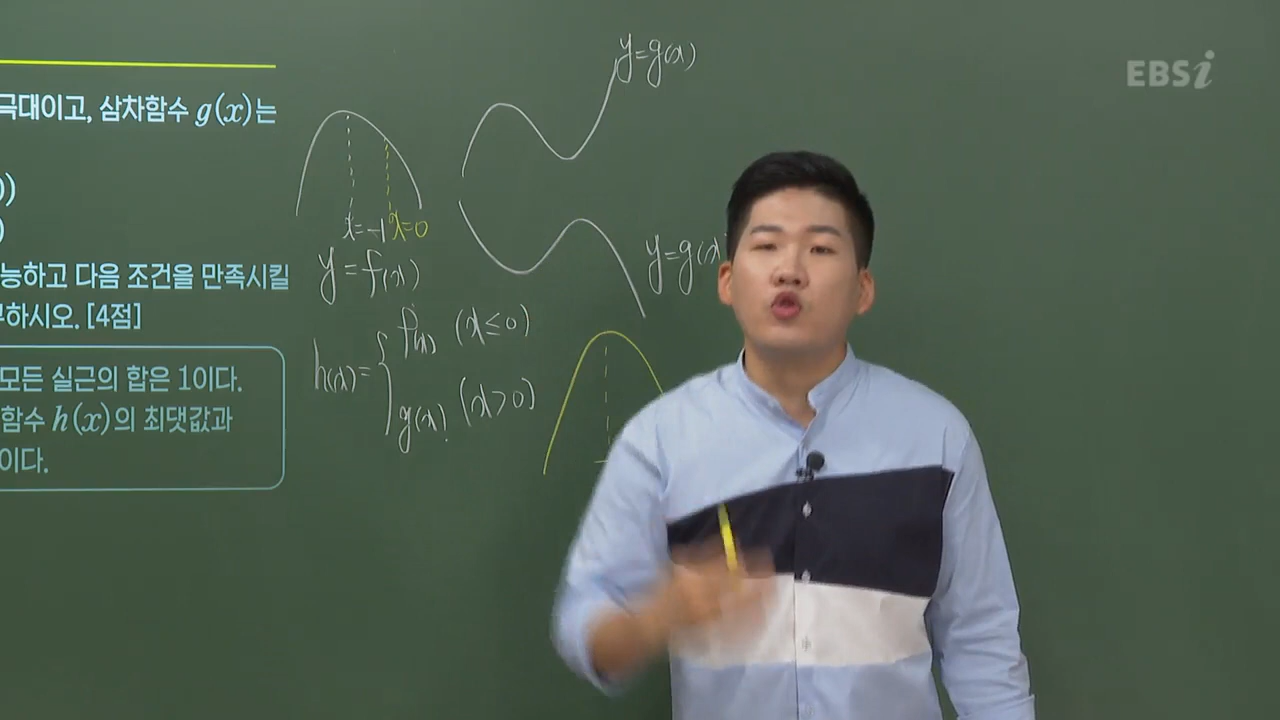 극대이고, 삼차함수 g(x)는
))
)
능하고 다음 조건을 만족시킬
하시오. [4점]
모든 실근의 합은 1이다.
함수 h(x)의 최댓값과
이다.
y=g(x)
x=-1 x=0
y=f(x)
y=g(x
h(x)={ f(x) (x≤0)
g(x) (x>0)
EBSi